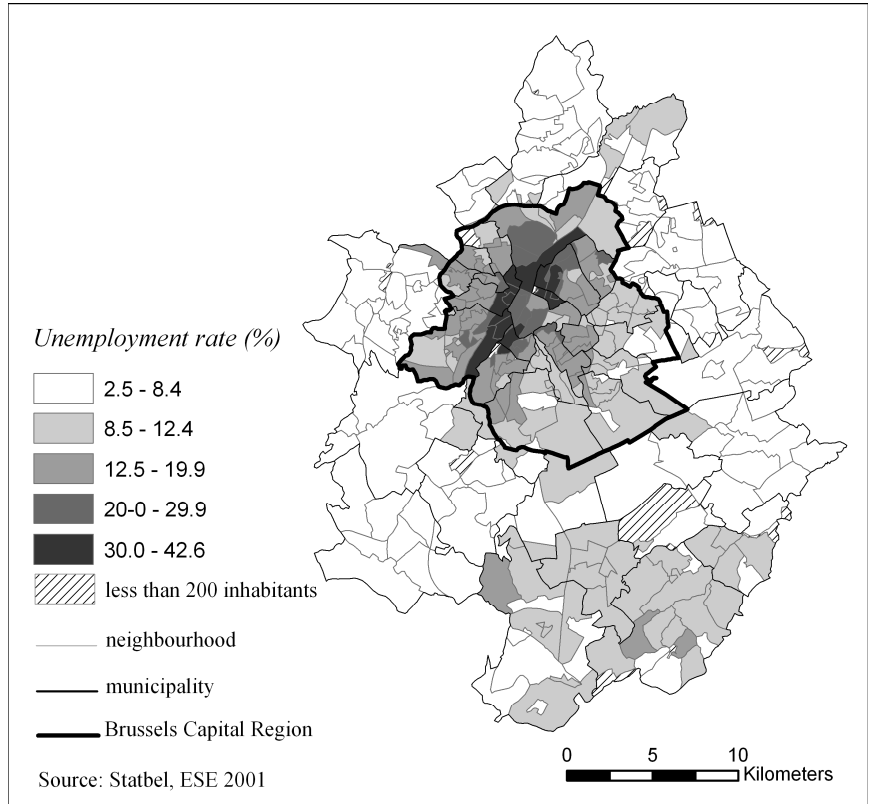 Unemployment rate (%)
2.5 - 8.4
8.5 - 12.4
12.5 - 19.9
20-0 - 29.9
30.0 - 42.6
less than 200 inhabitants
neighbourhood
municipality
Brussels Capital Region
Source: Statbel, ESE 2001
0 5 10
Kilometers